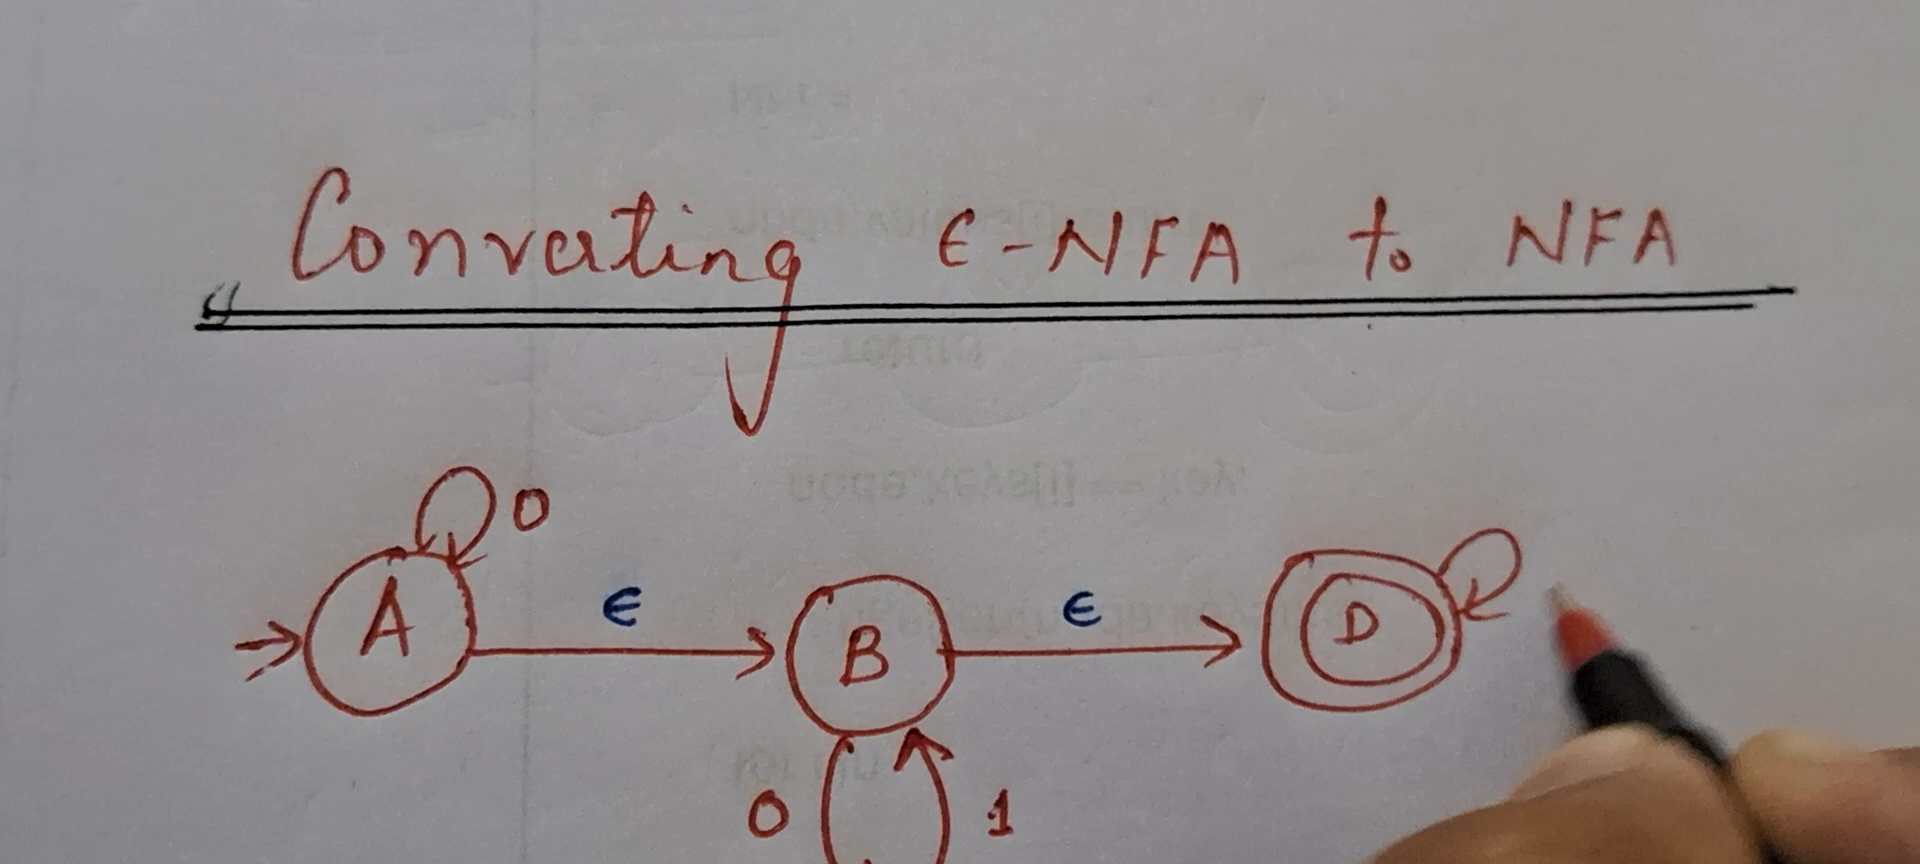 Converting ϵ-NFA to NFA
0
A ϵ B ϵ D
0 1